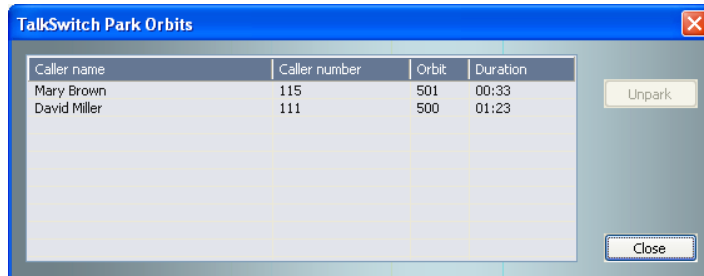 TalkSwitch Park Orbits
Caller name Caller number Orbit Duration
Mary Brown 115 501 00:33
David Miller 111 500 01:23
Unpark
Close